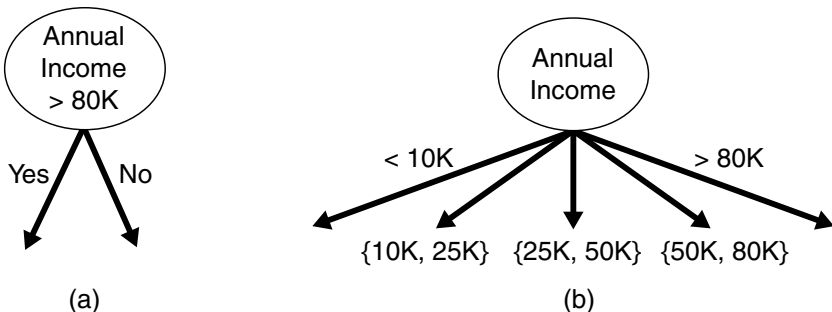 Annual
Income
> 80K
Yes
No
(a)
Annual
Income
< 10K
> 80K
{10K, 25K}
{25K, 50K}
{50K, 80K}
(b)